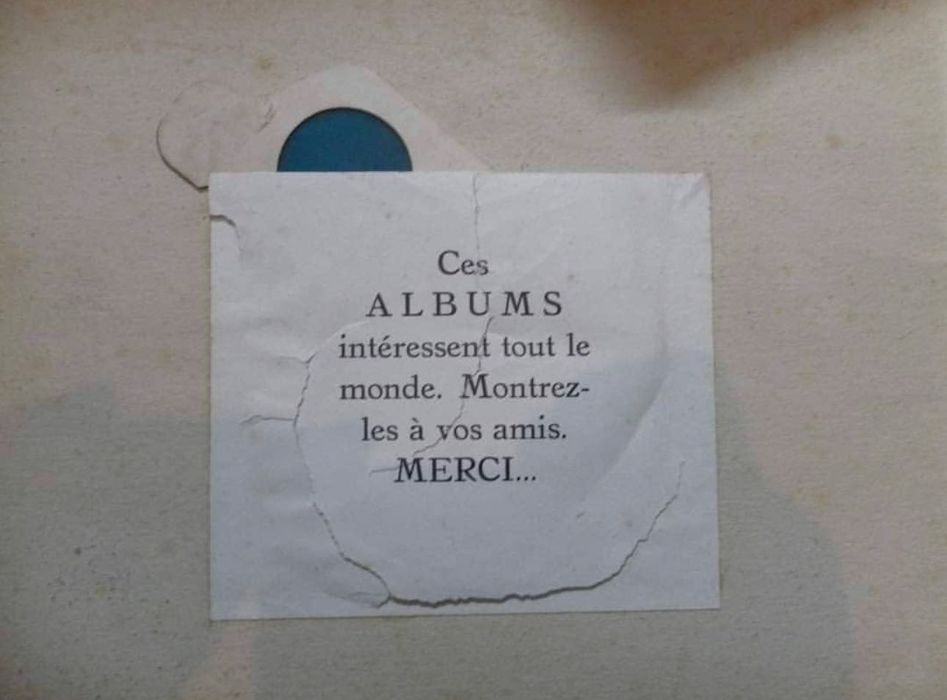 Ces
ALBUMS
intéressent tout le
monde. Montrez-
les à vos amis.
MERCI...